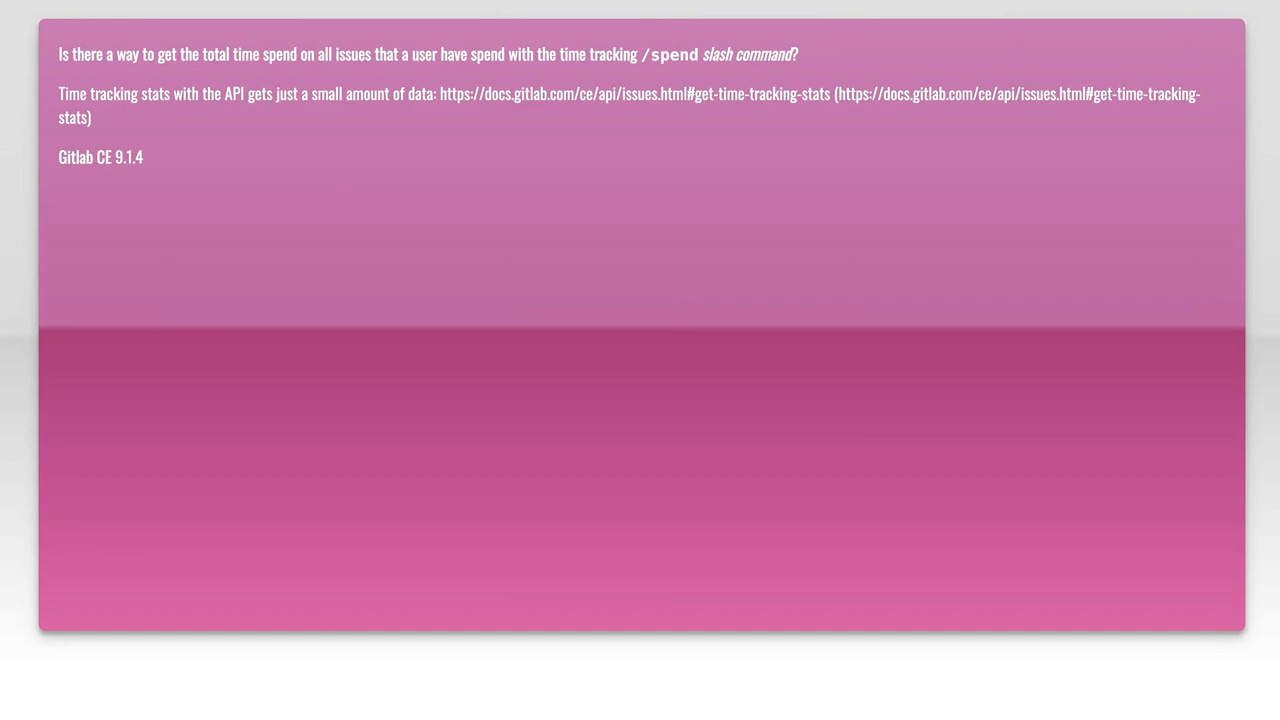 Is there a way to get the total time spend on all issues that a user have spend with the time tracking /spend slash command?
Time tracking stats with the API gets just a small amount of data: https://docs.gitlab.com/ce/api/issues.html#get-time-tracking-stats (https://docs.gitlab.com/ce/api/issues.html#get-time-tracking-
stats)
Gitlab CE 9.1.4